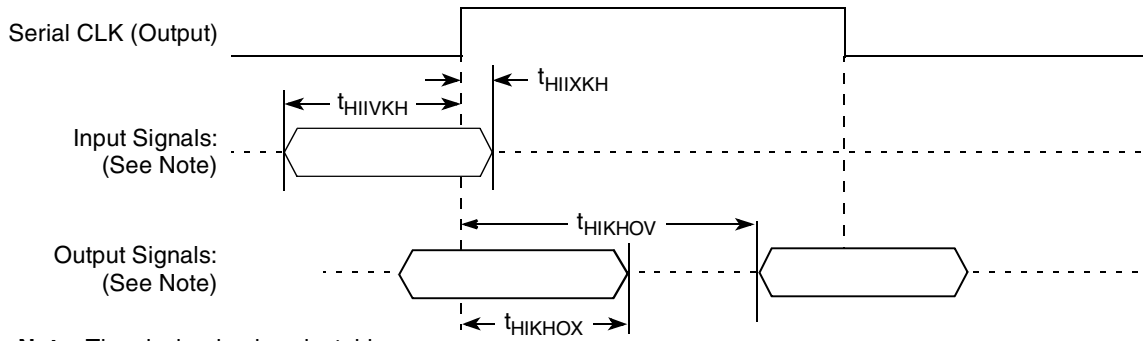 Serial CLK (Output)
tHIIXKH
tHIIVKH
Input Signals:
(See Note)
tHIKHOV
Output Signals:
(See Note)
tHIKHOX